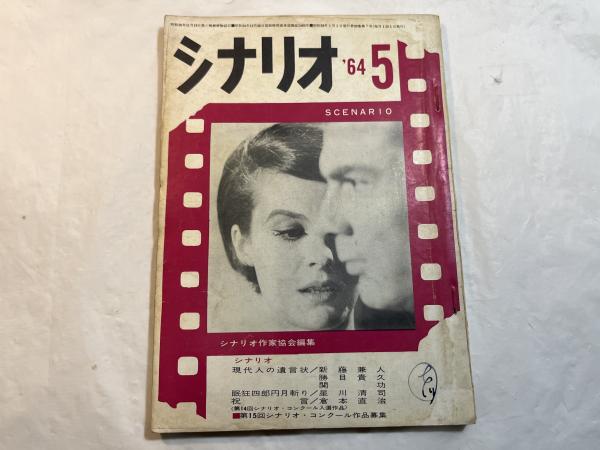 シナリオ '64 5
SCENARIO
シナリオ作家協会編集
シナリオ
現代人の遺言状/新藤兼人
勝目貴久
関 功
眠狂四郎円月斬り/星川清司
祝 言/倉本直治
(第14回シナリオ・コンクール入選作品)
■第15回シナリオ・コンクール作品募集